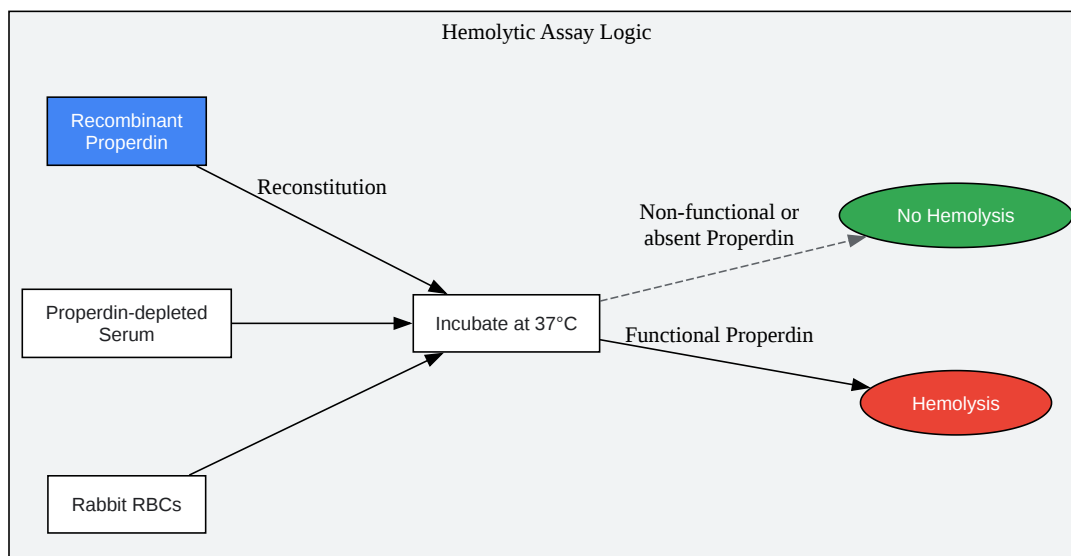 Hemolytic Assay Logic
Recombinant
Properdin
Reconstitution
Non-functional or
absent Properdin
No Hemolysis
Properdin-depleted
Serum
Incubate at 37°C
Functional Properdin
Hemolysis
Rabbit RBCs